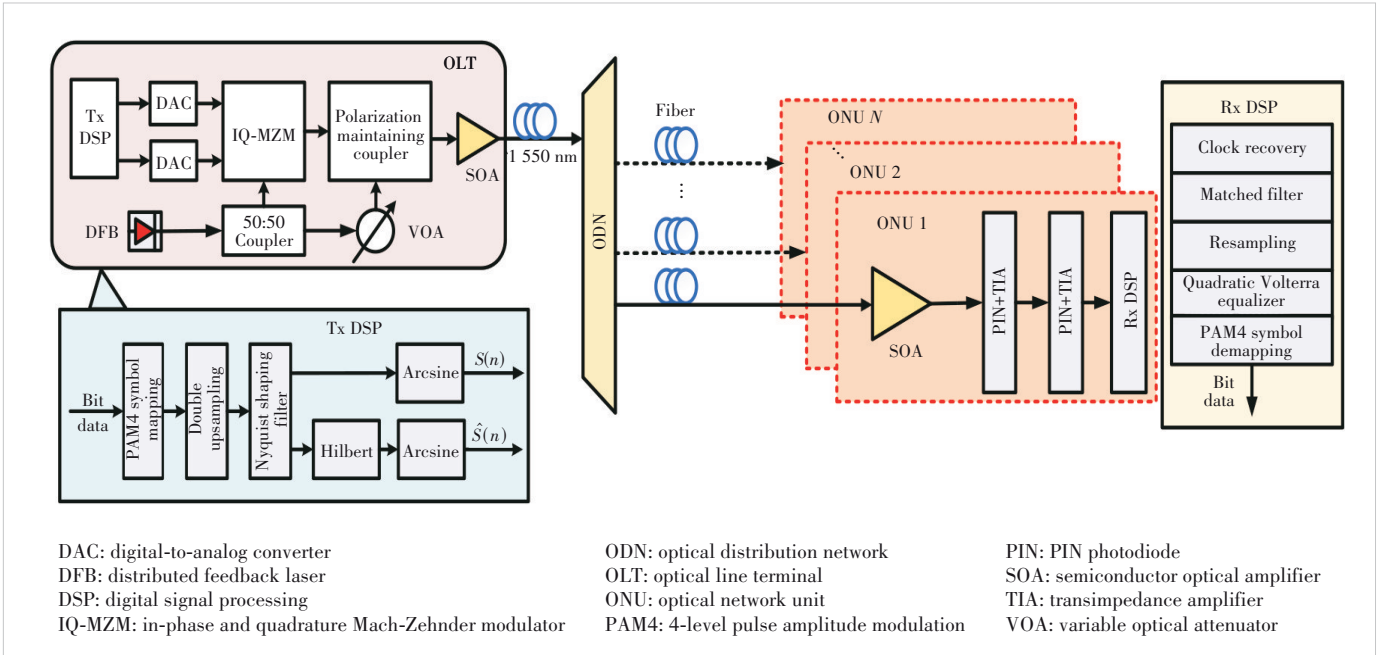 OLT
Tx
DSP
DAC
DAC
IQ-MZM
Polarization
maintaining
coupler
SOA
1 550 nm
DFB
50:50
Coupler
VOA
Tx DSP
Bit
data
PAM4 symbol
mapping
Double
upsampling
Nyquist shaping
filter
Hilbert
Arcsine
Arcsine
S(n)
Ŝ(n)
ODN
Fiber
⋮
ONU N
⋱
ONU 2
ONU 1
SOA
PIN+TIA
PIN+TIA
Rx DSP
Rx DSP
Clock recovery
Matched filter
Resampling
Quadratic Volterra
equalizer
PAM4 symbol
demapping
Bit
data
DAC: digital-to-analog converter
DFB: distributed feedback laser
DSP: digital signal processing
IQ-MZM: in-phase and quadrature Mach-Zehnder modulator
ODN: optical distribution network
OLT: optical line terminal
ONU: optical network unit
PAM4: 4-level pulse amplitude modulation
PIN: PIN photodiode
SOA: semiconductor optical amplifier
TIA: transimpedance amplifier
VOA: variable optical attenuator